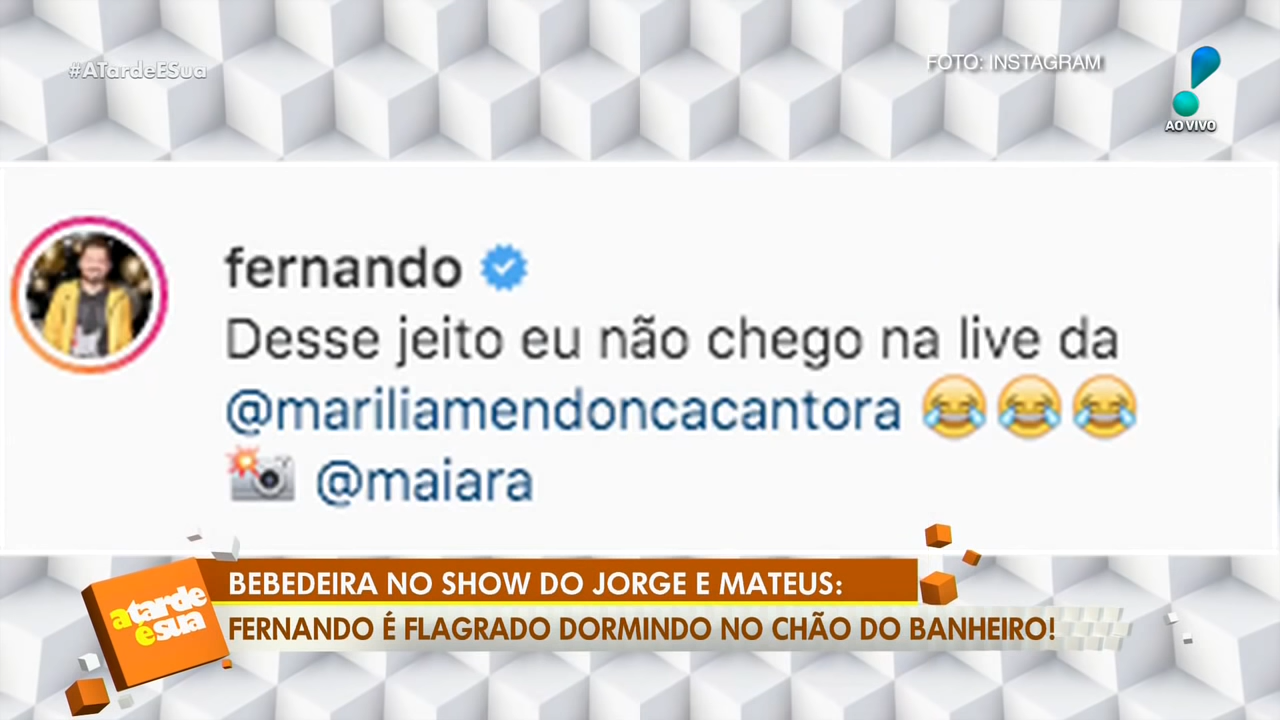 #ATardeESua
FOTO: INSTAGRAM
AO VIVO
fernando
Desse jeito eu não chego na live da
@mariliamendoncacantora 😂😂😂
📸 @maiara
a tarde
é sua
BEBEDEIRA NO SHOW DO JORGE E MATEUS:
FERNANDO É FLAGRADO DORMINDO NO CHÃO DO BANHEIRO!